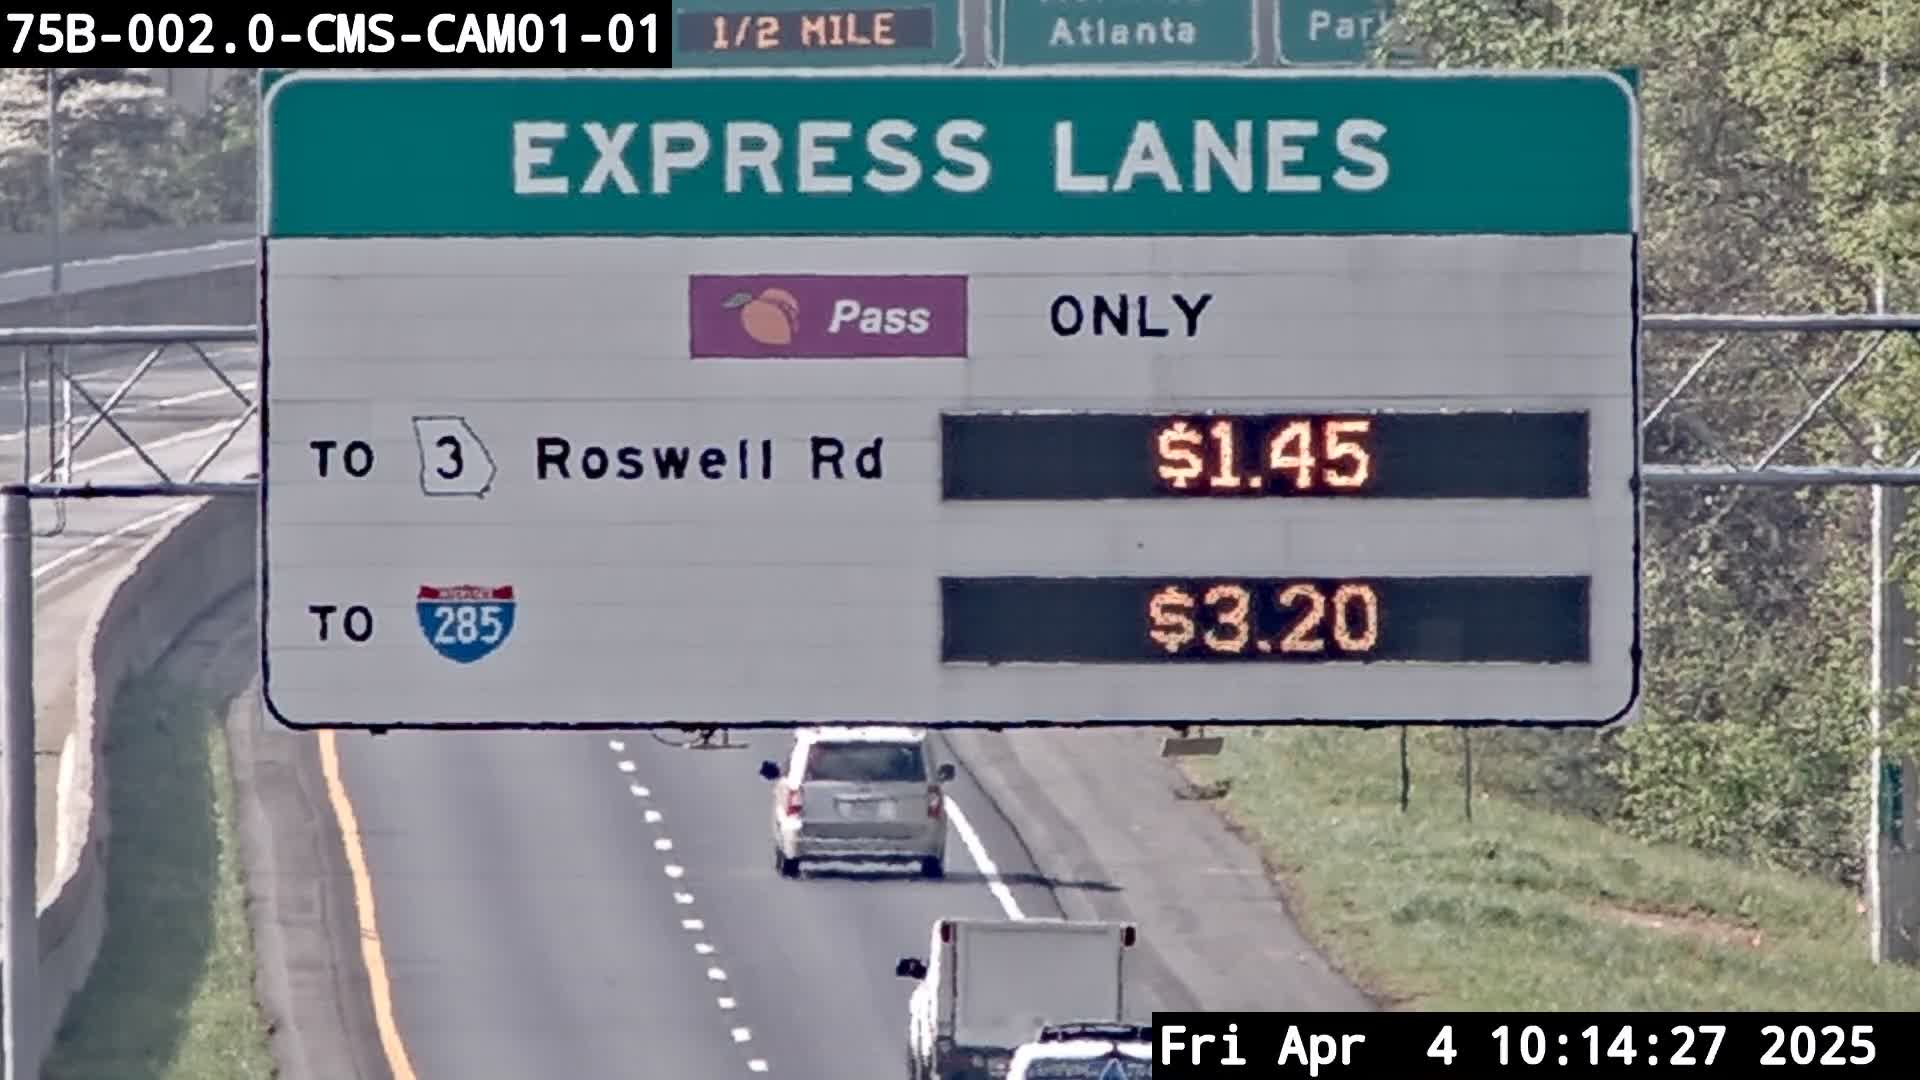 75B-002.0-CMS-CAM01-01
1/2 MILE
Atlanta
EXPRESS LANES
Pass ONLY
TO 3 Roswell Rd $1.45
TO INTERSTATE 285 $3.20
Fri Apr 4 10:14:27 2025